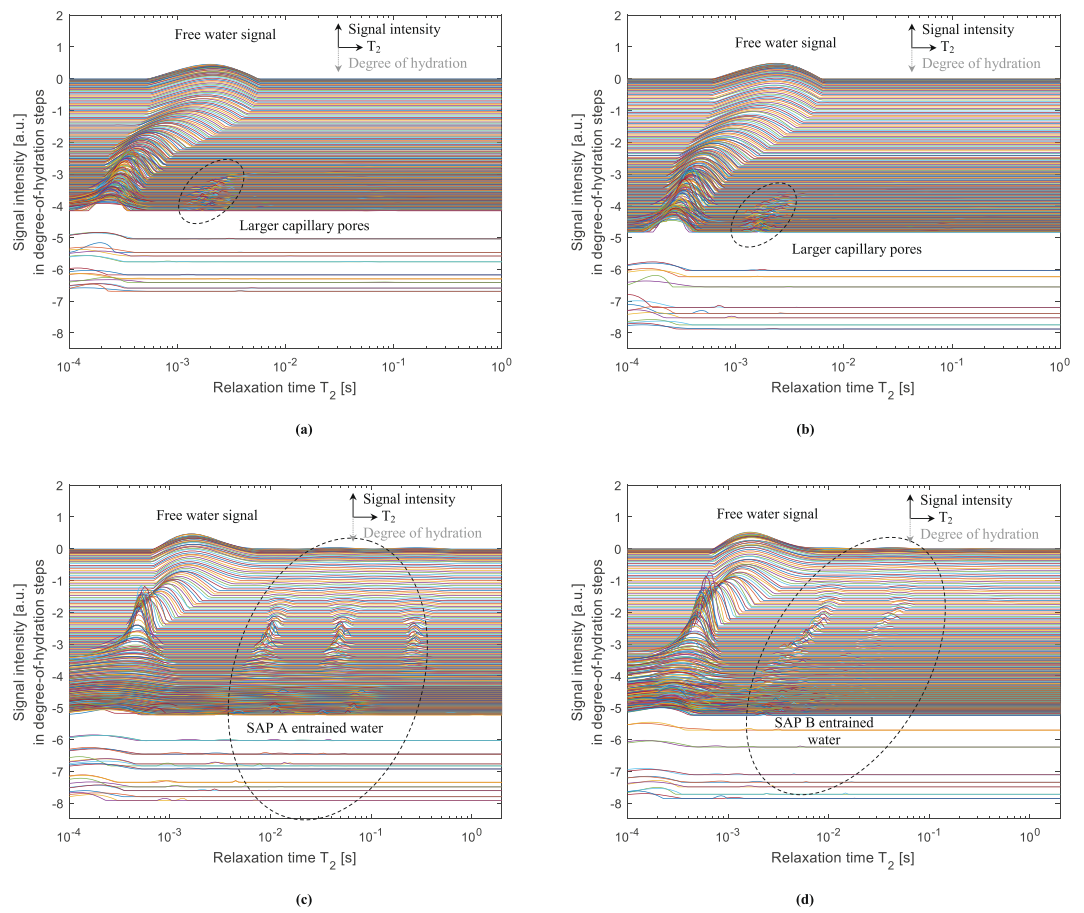 2
1
0
-1
-2
-3
-4
-5
-6
-7
-8
Signal intensity [a.u.]
in degree-of-hydration steps
Free water signal
Signal intensity
T2
Degree of hydration
Larger capillary pores
10-4
10-3
10-2
10-1
100
Relaxation time T2 [s]
(a)
2
1
0
-1
-2
-3
-4
-5
-6
-7
-8
Signal intensity [a.u.]
in degree-of-hydration steps
Free water signal
Signal intensity
T2
Degree of hydration
Larger capillary pores
10-4
10-3
10-2
10-1
100
Relaxation time T2 [s]
(b)
2
1
0
-1
-2
-3
-4
-5
-6
-7
-8
Signal intensity [a.u.]
in degree-of-hydration steps
Free water signal
Signal intensity
T2
Degree of hydration
SAP A entrained water
10-4
10-3
10-2
10-1
100
Relaxation time T2 [s]
(c)
2
1
0
-1
-2
-3
-4
-5
-6
-7
-8
Signal intensity [a.u.]
in degree-of-hydration steps
Free water signal
Signal intensity
T2
Degree of hydration
SAP B entrained
water
10-4
10-3
10-2
10-1
100
Relaxation time T2 [s]
(d)